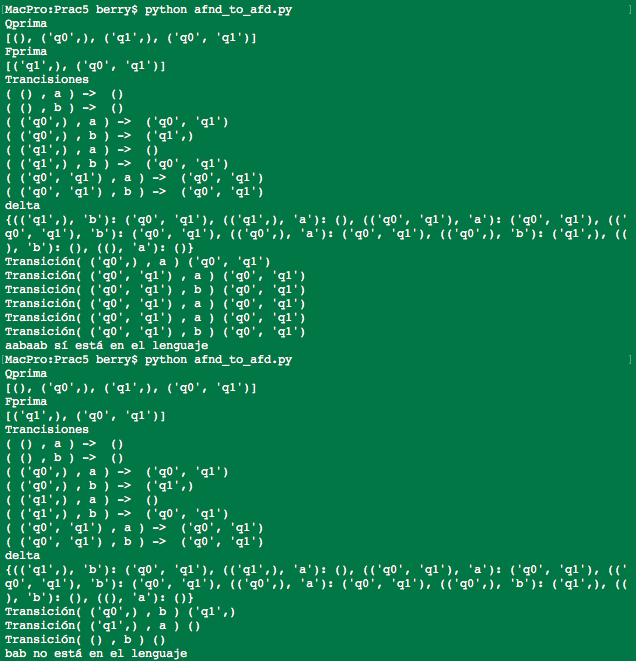 [MacPro:Prac5 berry$ python afnd_to_afd.py ]
Qprima
[(), ('q0',), ('q1',), ('q0', 'q1')]
Fprima
[('q1',), ('q0', 'q1')]
Trancisiones
( () , a ) ->  ()
( () , b ) ->  ()
( ('q0',) , a ) ->  ('q0', 'q1')
( ('q0',) , b ) ->  ('q1',)
( ('q1',) , a ) ->  ()
( ('q1',) , b ) ->  ('q0', 'q1')
( ('q0', 'q1') , a ) ->  ('q0', 'q1')
( ('q0', 'q1') , b ) ->  ('q0', 'q1')
delta
{(('q1',), 'b'): ('q0', 'q1'), (('q1',), 'a'): (), (('q0', 'q1'), 'a'): ('q0', 'q1'), (('
q0', 'q1'), 'b'): ('q0', 'q1'), (('q0',), 'a'): ('q0', 'q1'), (('q0',), 'b'): ('q1',), ((
), 'b'): (), ((), 'a'): ()}
Transición( ('q0',) , a ) ('q0', 'q1')
Transición( ('q0', 'q1') , a ) ('q0', 'q1')
Transición( ('q0', 'q1') , b ) ('q0', 'q1')
Transición( ('q0', 'q1') , a ) ('q0', 'q1')
Transición( ('q0', 'q1') , a ) ('q0', 'q1')
Transición( ('q0', 'q1') , b ) ('q0', 'q1')
aabaab sí está en el lenguaje
[MacPro:Prac5 berry$ python afnd_to_afd.py ]
Qprima
[(), ('q0',), ('q1',), ('q0', 'q1')]
Fprima
[('q1',), ('q0', 'q1')]
Trancisiones
( () , a ) ->  ()
( () , b ) ->  ()
( ('q0',) , a ) ->  ('q0', 'q1')
( ('q0',) , b ) ->  ('q1',)
( ('q1',) , a ) ->  ()
( ('q1',) , b ) ->  ('q0', 'q1')
( ('q0', 'q1') , a ) ->  ('q0', 'q1')
( ('q0', 'q1') , b ) ->  ('q0', 'q1')
delta
{(('q1',), 'b'): ('q0', 'q1'), (('q1',), 'a'): (), (('q0', 'q1'), 'a'): ('q0', 'q1'), (('
q0', 'q1'), 'b'): ('q0', 'q1'), (('q0',), 'a'): ('q0', 'q1'), (('q0',), 'b'): ('q1',), ((
), 'b'): (), ((), 'a'): ()}
Transición( ('q0',) , b ) ('q1',)
Transición( ('q1',) , a ) ()
Transición( () , b ) ()
bab no está en el lenguaje